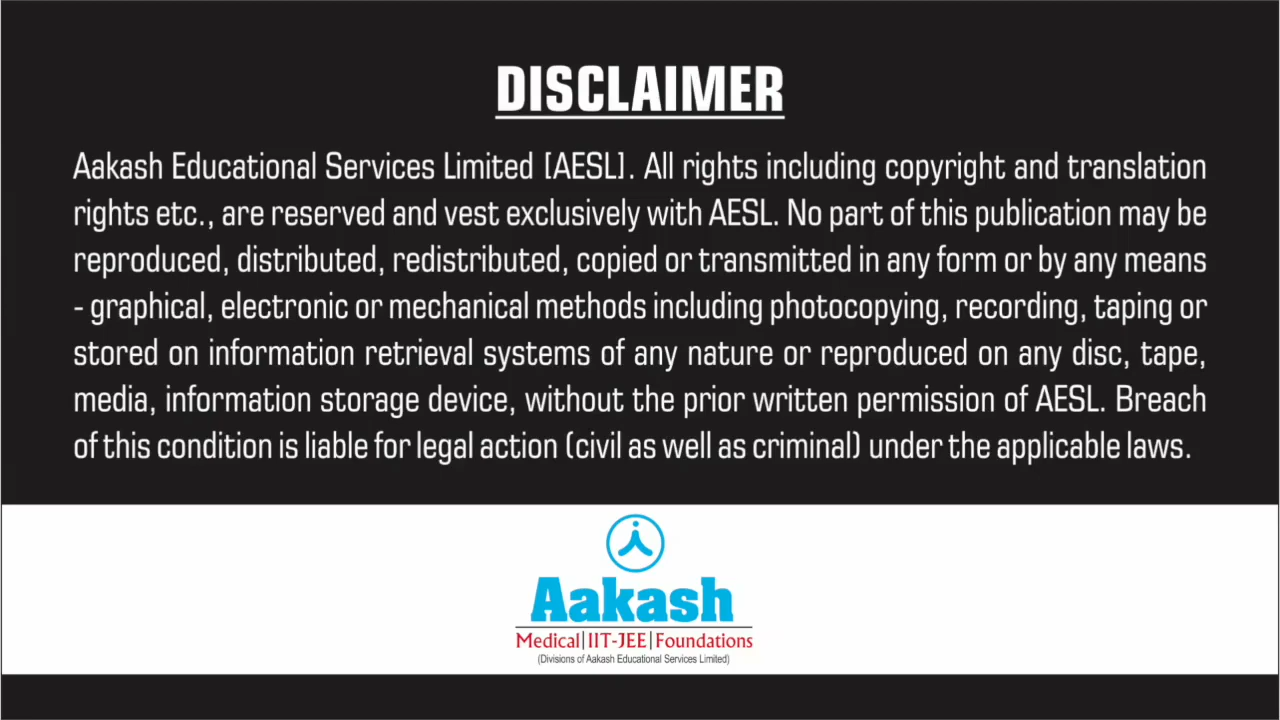 DISCLAIMER
Aakash Educational Services Limited [AESL]. All rights including copyright and translation
rights etc., are reserved and vest exclusively with AESL. No part of this publication may be
reproduced, distributed, redistributed, copied or transmitted in any form or by any means
- graphical, electronic or mechanical methods including photocopying, recording, taping or
stored on information retrieval systems of any nature or reproduced on any disc, tape,
media, information storage device, without the prior written permission of AESL. Breach
of this condition is liable for legal action (civil as well as criminal) under the applicable laws.
Aakash
Medical|IIT-JEE|Foundations
(Divisions of Aakash Educational Services Limited)